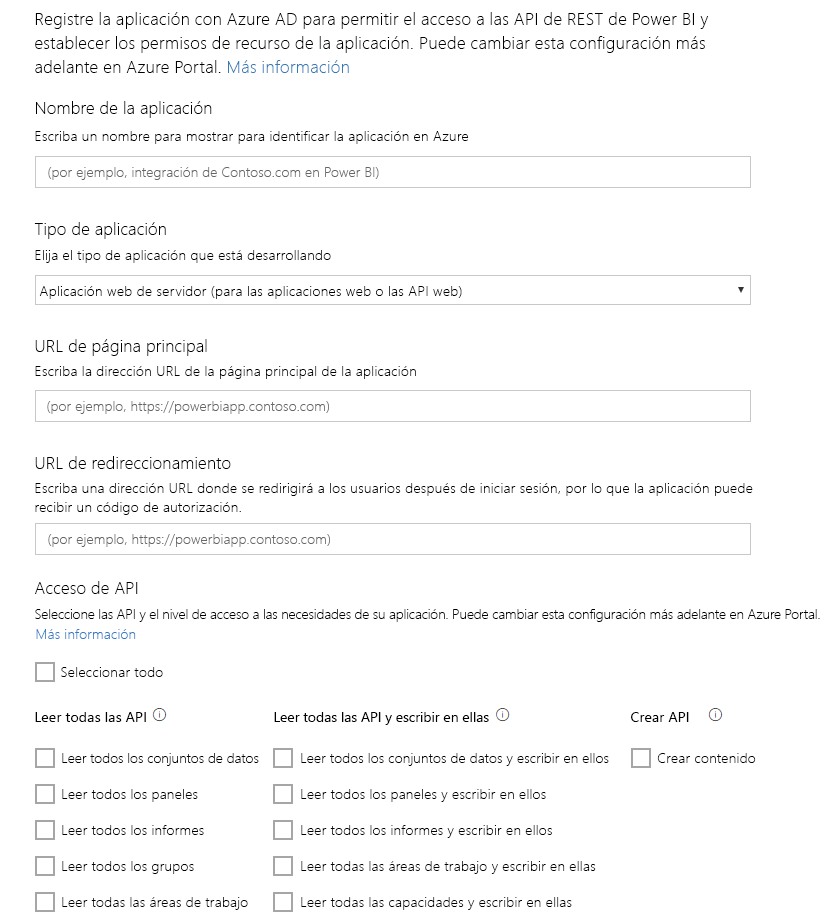 Registre la aplicación con Azure AD para permitir el acceso a las API de REST de Power BI y
establecer los permisos de recurso de la aplicación. Puede cambiar esta configuración más
adelante en Azure Portal. Más información
Nombre de la aplicación
Escriba un nombre para mostrar para identificar la aplicación en Azure
(por ejemplo, integración de Contoso.com en Power BI)
Tipo de aplicación
Elija el tipo de aplicación que está desarrollando
Aplicación web de servidor (para las aplicaciones web o las API web)
URL de página principal
Escriba la dirección URL de la página principal de la aplicación
(por ejemplo, https://powerbiapp.contoso.com)
URL de redireccionamiento
Escriba una dirección URL donde se redirigirá a los usuarios después de iniciar sesión, por lo que la aplicación puede
recibir un código de autorización.
(por ejemplo, https://powerbiapp.contoso.com)
Acceso de API
Seleccione las API y el nivel de acceso a las necesidades de su aplicación. Puede cambiar esta configuración más adelante en Azure Portal.
Más información
Seleccionar todo
Leer todas las API Leer todas las API y escribir en ellas Crear API
Leer todos los conjuntos de datos Leer todos los conjuntos de datos y escribir en ellos Crear contenido
Leer todos los paneles Leer todos los paneles y escribir en ellos
Leer todos los informes Leer todos los informes y escribir en ellos
Leer todos los grupos Leer todas las áreas de trabajo y escribir en ellas
Leer todas las áreas de trabajo Leer todas las capacidades y escribir en ellas